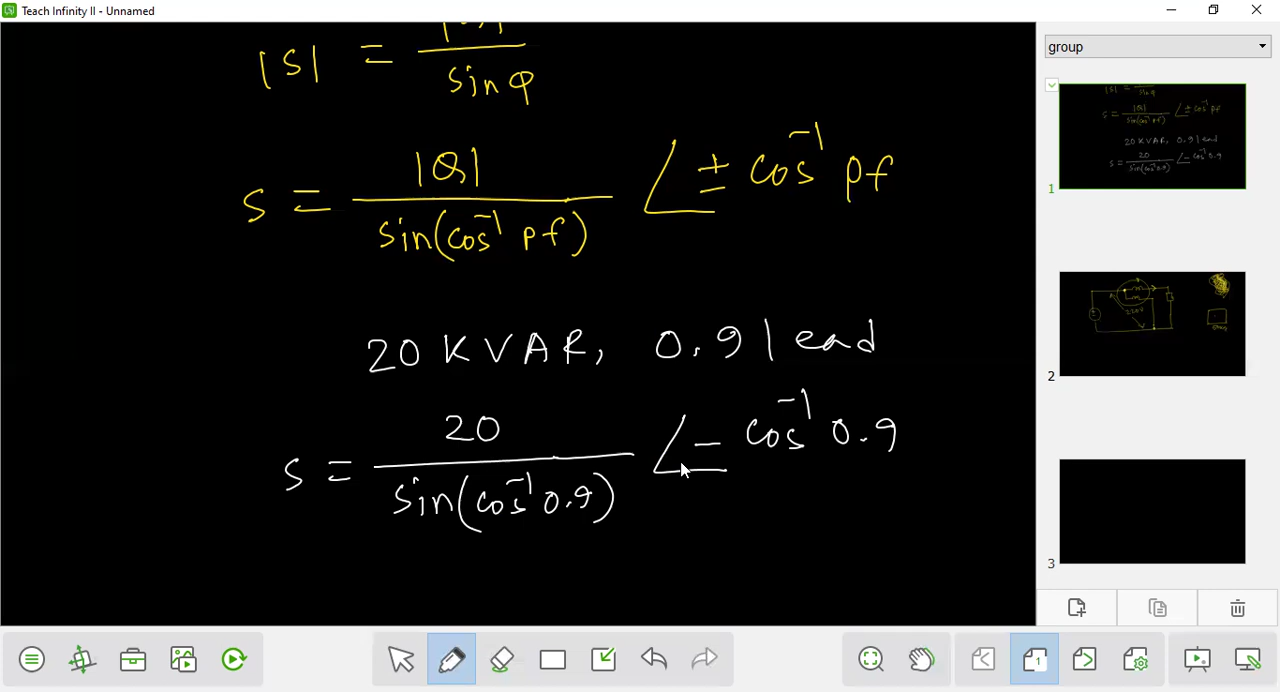 Teach Infinity II - Unnamed
|S| =
sin φ
S = |Q| / sin(cos⁻¹ pf) ∠ ± cos⁻¹ pf
20 KVAR, 0.9 lead
S = 20 / sin(cos⁻¹ 0.9) ∠ - cos⁻¹ 0.9
group
1
2
3
1